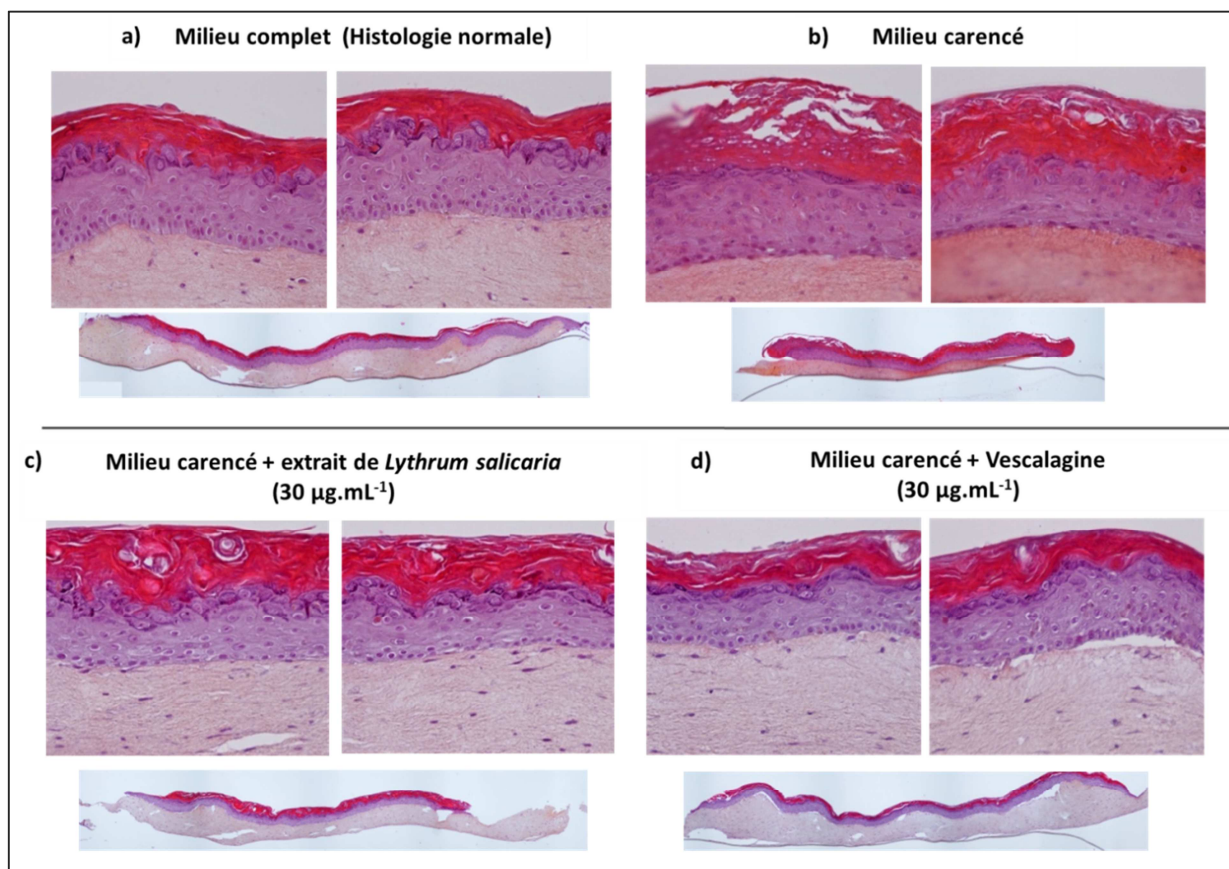 a) Milieu complet (Histologie normale)
b) Milieu carencé
c) Milieu carencé + extrait de Lythrum salicaria
(30 µg.mL⁻¹)
d) Milieu carencé + Vescalagine
(30 µg.mL⁻¹)